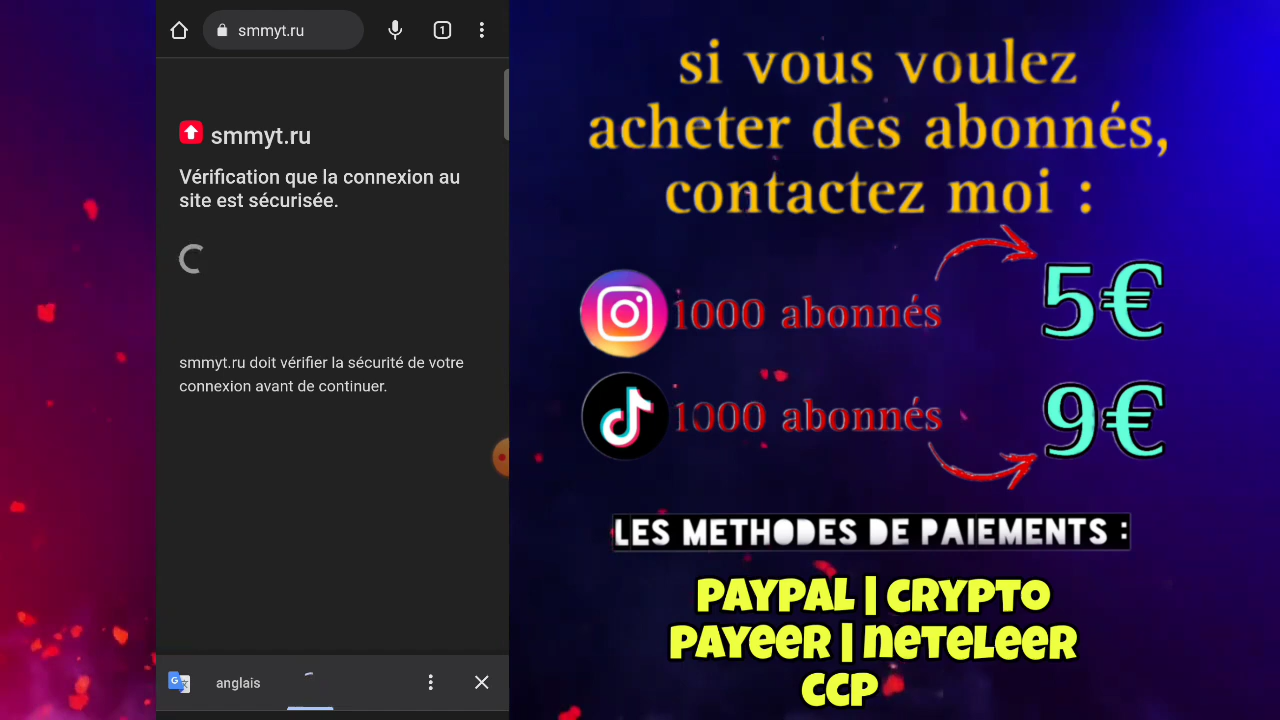 smmyt.ru
1
smmyt.ru
Vérification que la connexion au
site est sécurisée.
smmyt.ru doit vérifier la sécurité de votre
connexion avant de continuer.
G 文
anglais
si vous voulez
acheter des abonnés,
contactez moi :
1000 abonnés 5€
1000 abonnés 9€
LES METHODES DE PAIEMENTS :
PAYPAL | CRYPTO
PAYEER | NETELEER
CCP